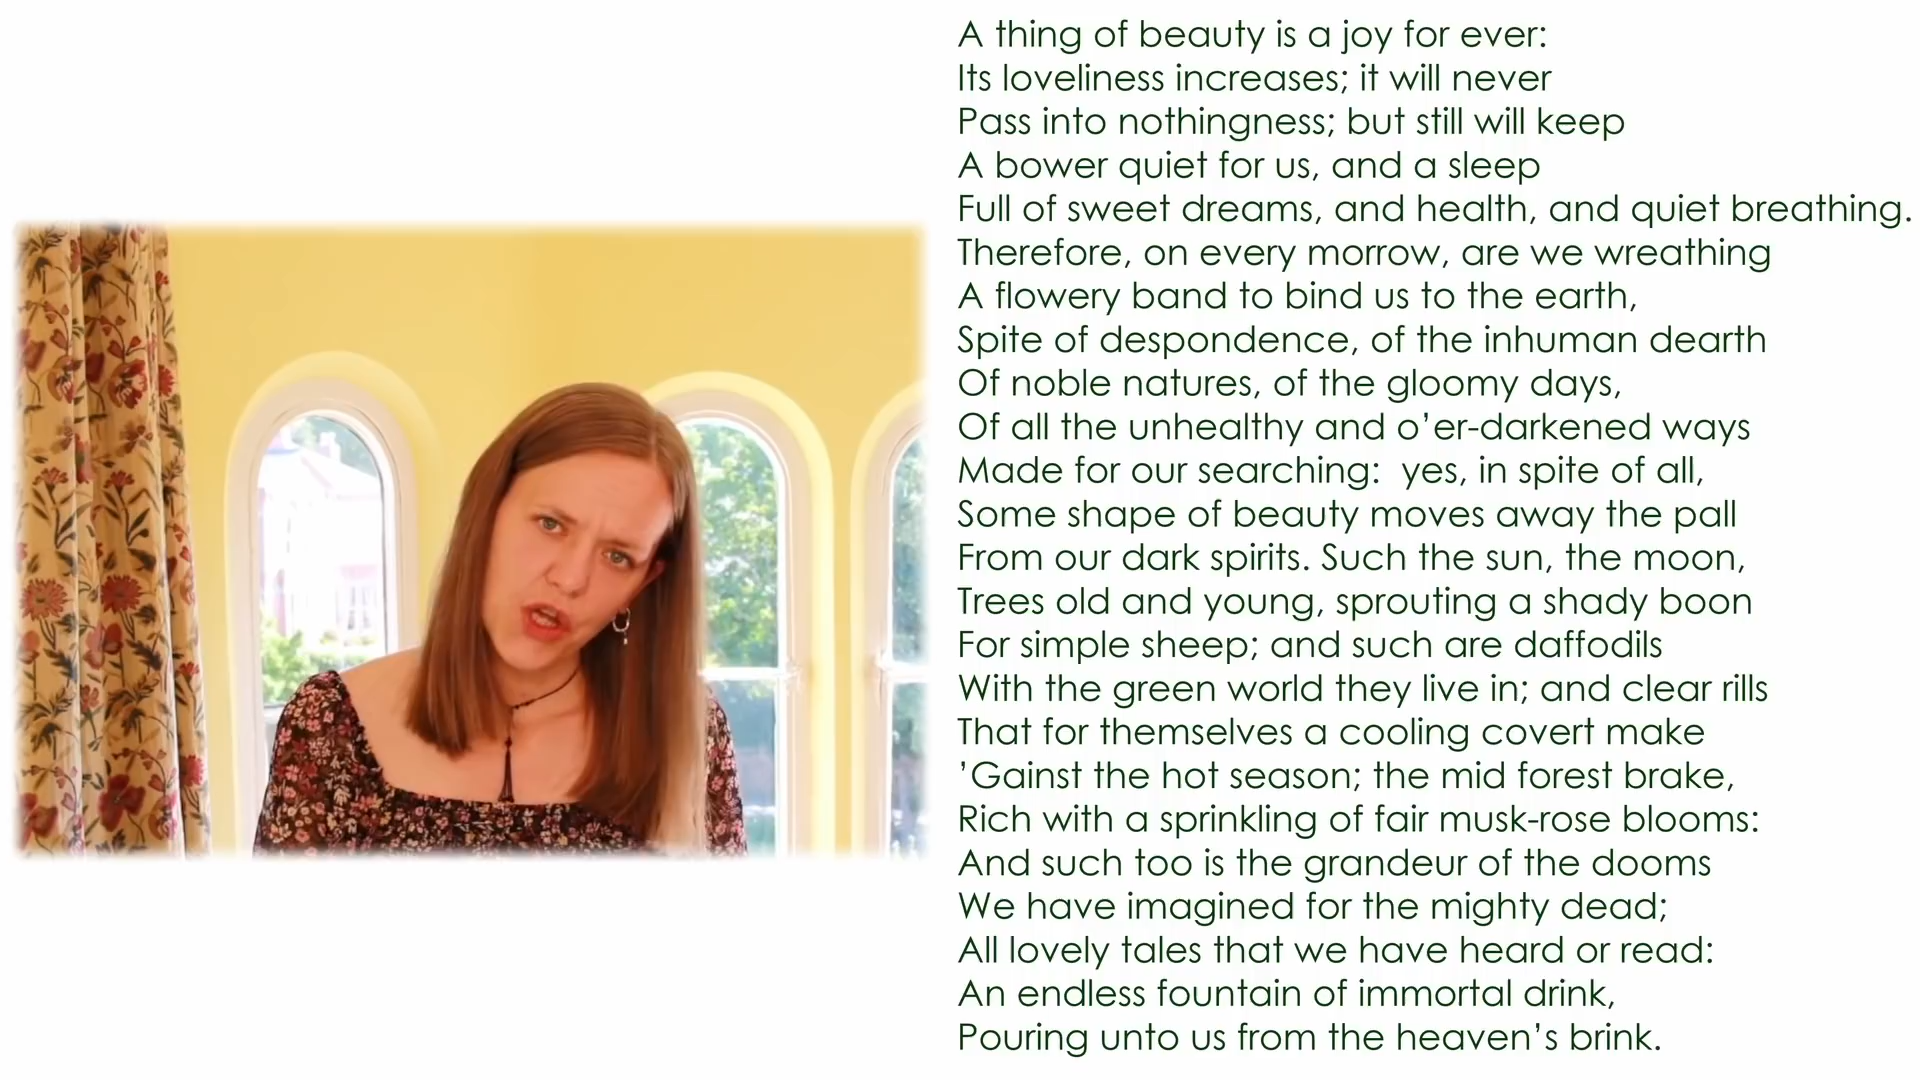 A thing of beauty is a joy for ever:
Its loveliness increases; it will never
Pass into nothingness; but still will keep
A bower quiet for us, and a sleep
Full of sweet dreams, and health, and quiet breathing.
Therefore, on every morrow, are we wreathing
A flowery band to bind us to the earth,
Spite of despondence, of the inhuman dearth
Of noble natures, of the gloomy days,
Of all the unhealthy and o’er-darkened ways
Made for our searching:  yes, in spite of all,
Some shape of beauty moves away the pall
From our dark spirits. Such the sun, the moon,
Trees old and young, sprouting a shady boon
For simple sheep; and such are daffodils
With the green world they live in; and clear rills
That for themselves a cooling covert make
’Gainst the hot season; the mid forest brake,
Rich with a sprinkling of fair musk-rose blooms:
And such too is the grandeur of the dooms
We have imagined for the mighty dead;
All lovely tales that we have heard or read:
An endless fountain of immortal drink,
Pouring unto us from the heaven’s brink.